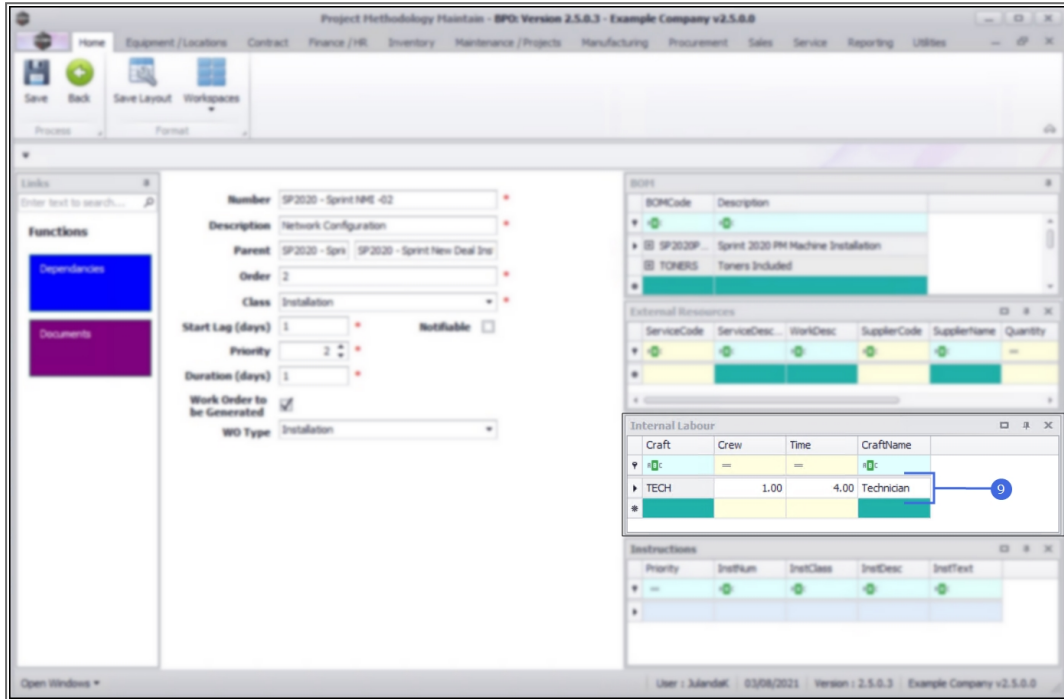 Project Methodology Maintain - BPO: Version 2.5.0.3 - Example Company v2.5.0.0
Home Equipment / Locations Contract Finance / HR Inventory Maintenance / Projects Manufacturing Procurement Sales Service Reporting Utilities
Save Back Save Layout Workspaces
Process Format
Links
Enter text to search...
Functions
Dependancies
Documents
Number SP2020 - Sprint NMI -02 *
Description Network Configuration *
Parent SP2020 - Spri SP2020 - Sprint New Deal Ins
Order 2 *
Class Installation *
Start Lag (days) 1 * Notifiable
Priority 2 *
Duration (days) 1 *
Work Order to
be Generated
WO Type Installation
BOM
BOMCode Description
SP2020P... Sprint 2020 PM Machine Installation
TONERS Toners Included
External Resources
ServiceCode ServiceDesc... WorkDesc SupplierCode SupplierName Quantity
=
Internal Labour
Craft Crew Time CraftName
ABC = = ABC
TECH 1.00 4.00 Technician
9
Instructions
Priority InstNum InstClass InstDesc InstText
=
Open Windows User : JulandaK 03/08/2021 Version : 2.5.0.3 Example Company v2.5.0.0